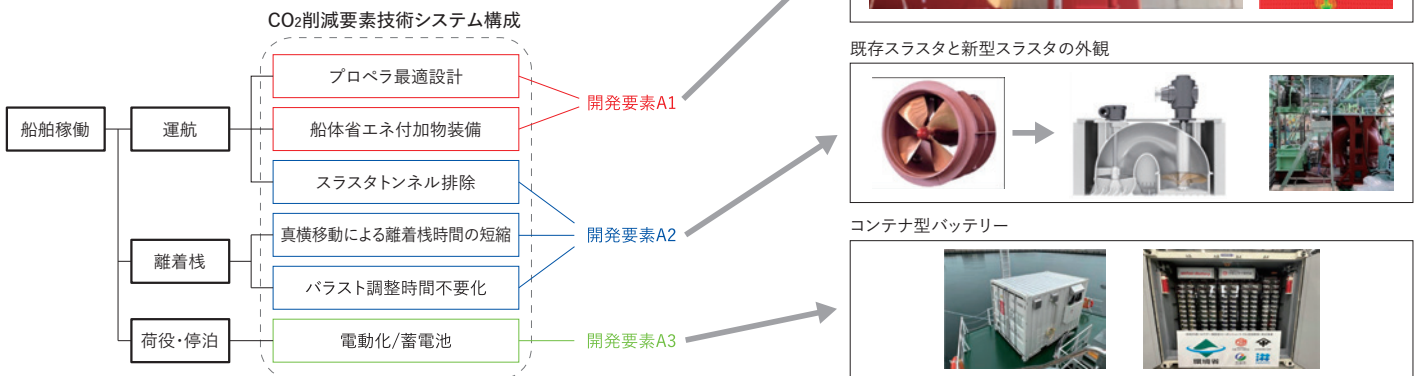 CO₂削減要素技術システム構成
船舶稼働
運航
離着桟
荷役・停泊
プロペラ最適設計
船体省エネ付加物装備
スラスタトンネル排除
真横移動による離着桟時間の短縮
バラスト調整時間不要化
電動化/蓄電池
開発要素A1
開発要素A2
開発要素A3
既存スラスタと新型スラスタの外観
コンテナ型バッテリー
環境省